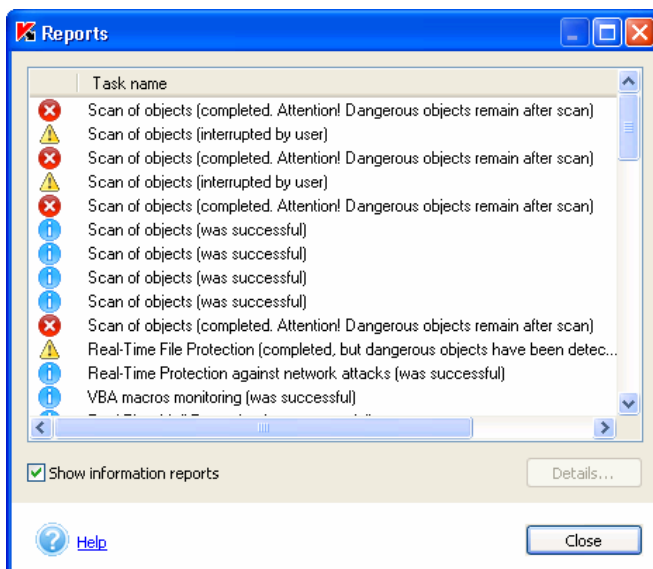 Reports
Task name
Scan of objects (completed. Attention! Dangerous objects remain after scan)
Scan of objects (interrupted by user)
Scan of objects (completed. Attention! Dangerous objects remain after scan)
Scan of objects (interrupted by user)
Scan of objects (completed. Attention! Dangerous objects remain after scan)
Scan of objects (was successful)
Scan of objects (was successful)
Scan of objects (was successful)
Scan of objects (was successful)
Scan of objects (completed. Attention! Dangerous objects remain after scan)
Real-Time File Protection (completed, but dangerous objects have been detec...
Real-Time Protection against network attacks (was successful)
VBA macros monitoring (was successful)
Show information reports
Details...
Help
Close